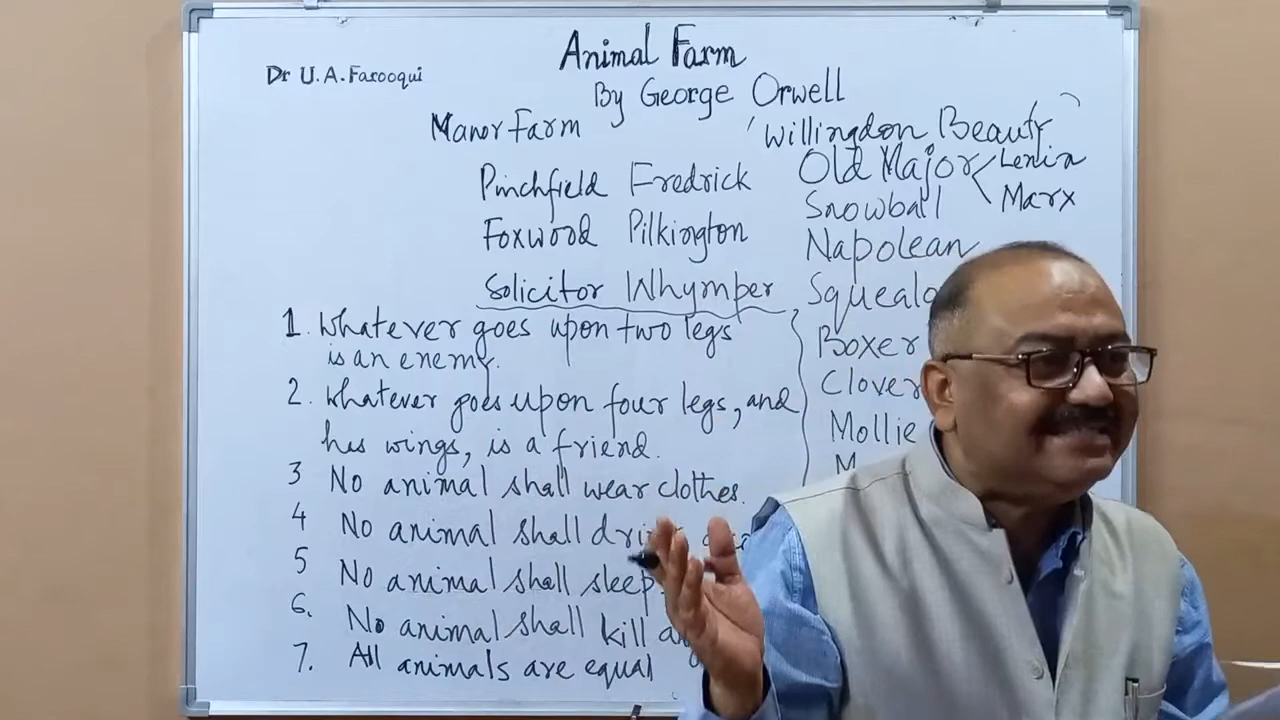 Animal Farm
Dr U.A.Farooqui
By George Orwell
Manor Farm
'Willingdon Beauty'
Old Major
Lenin
Marx
Pinchfield Fredrick
Snowball
Foxwood Pilkington
Napolean
Solicitor Whymper
1. Whatever goes upon two legs
is an enemy.
2. Whatever goes upon four legs, and
has wings, is a friend.
3 No animal shall wear clothes.
4 No animal shall
5 No animal shall sleep
6. No animal shall kill
7. All animals are equal
Boxer
Clover
Mollie